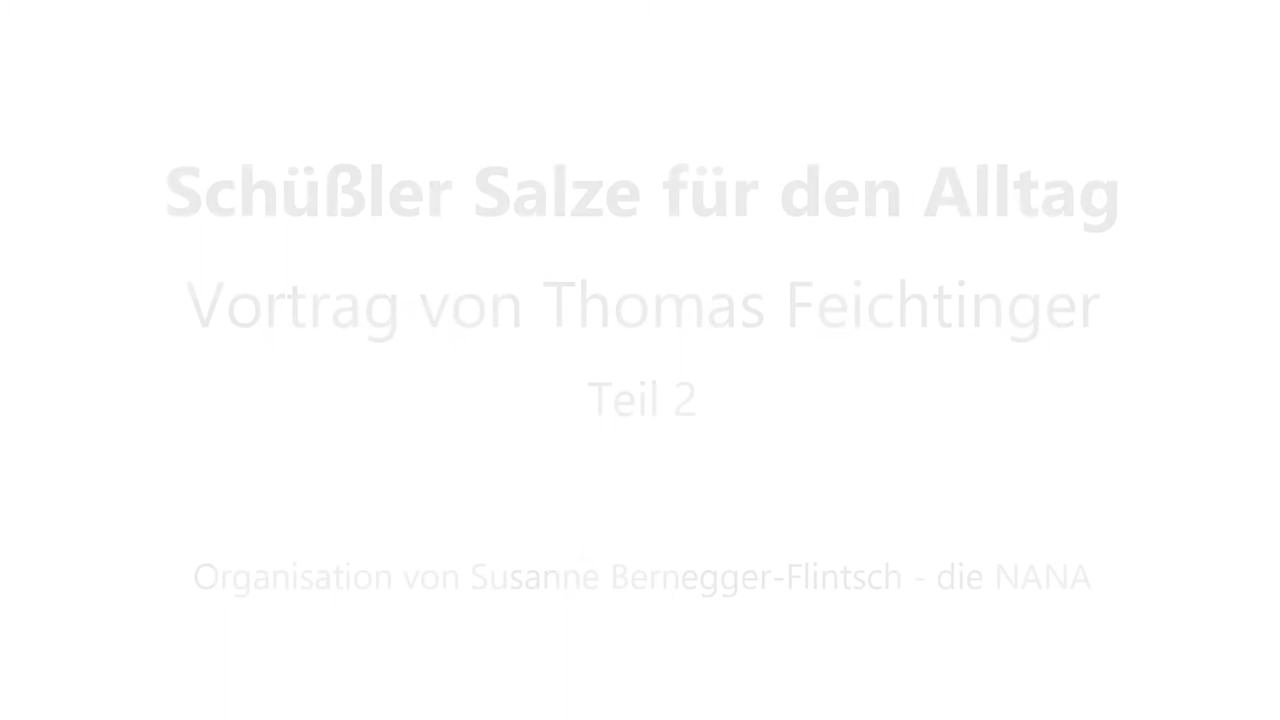 Schüßler Salze für den Alltag
Vortrag von Thomas Feichtinger
Teil 2
Organisation von Susanne Bernegger-Flintsch - die NANA